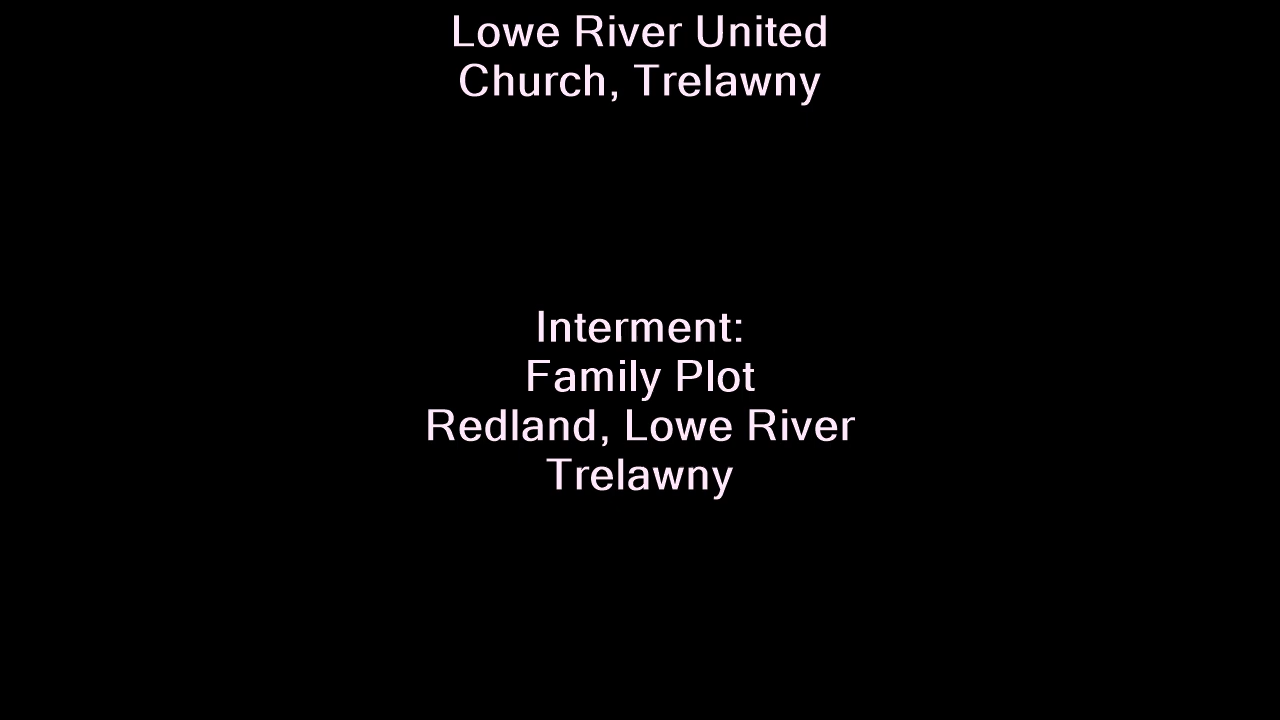 Lowe River United
Church, Trelawny
Interment:
Family Plot
Redland, Lowe River
Trelawny